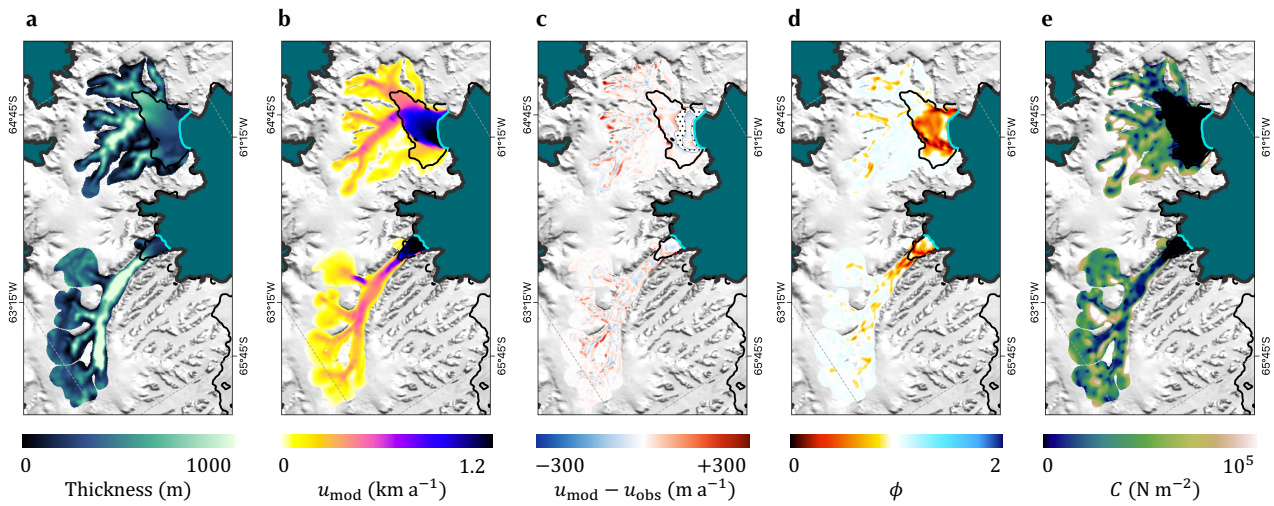 a
b
c
d
e
64°45'S
61°15'W
63°15'W
65°45'S
64°45'S
61°15'W
63°15'W
65°45'S
64°45'S
61°15'W
63°15'W
65°45'S
64°45'S
61°15'W
63°15'W
65°45'S
64°45'S
61°15'W
63°15'W
65°45'S
0 1000
Thickness (m)
0 1.2
u_mod (km a⁻¹)
−300 +300
u_mod − u_obs (m a⁻¹)
0 2
ϕ
0 10⁵
C (N m⁻²)